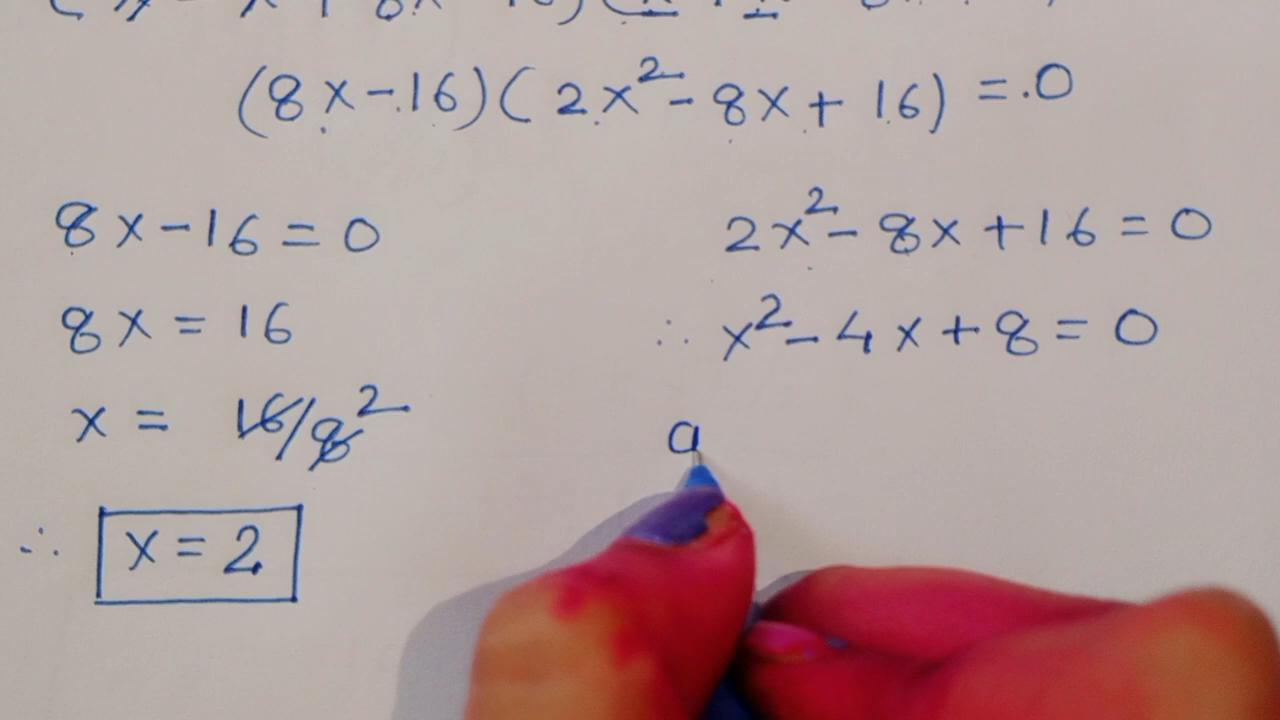 (8x-16)(2x²-8x+16)=0
8x-16=0
8x=16
x=16/8 2
∴ x=2
2x²-8x+16=0
∴ x²-4x+8=0
a